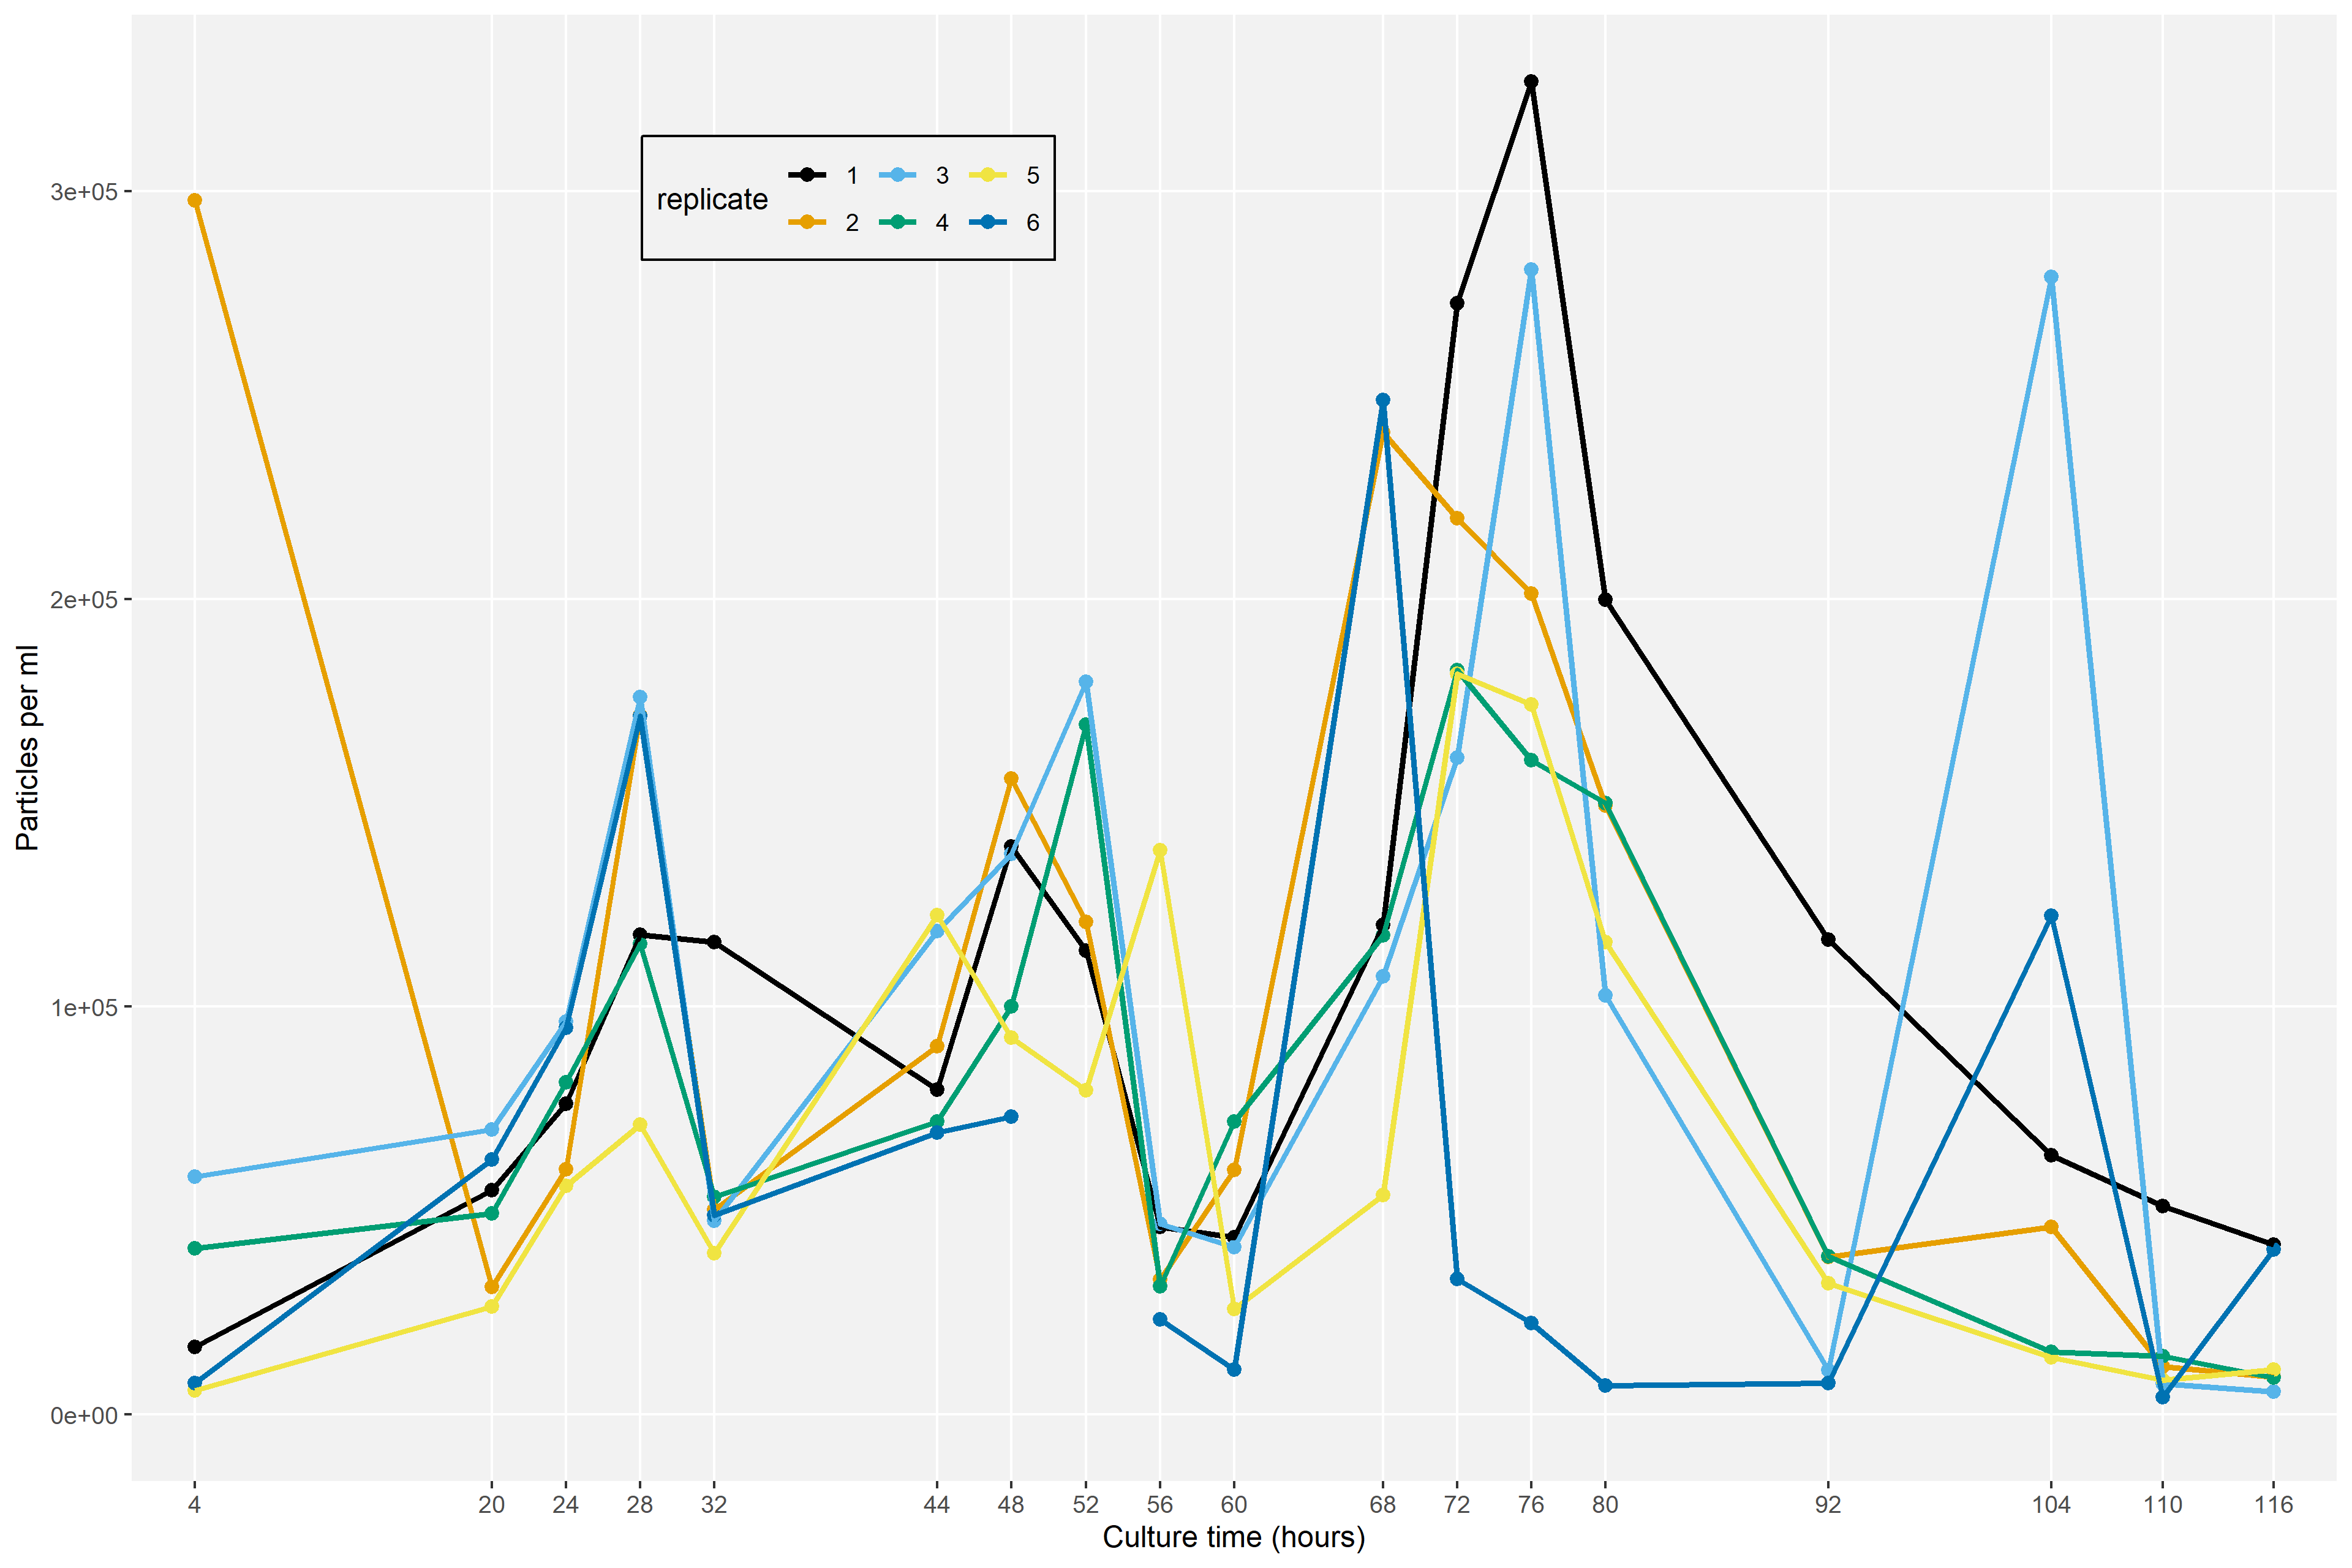 replicate
1 3 5
2 4 6
3e+05
2e+05
1e+05
0e+00
Particles per ml
4 20 24 28 32 44 48 52 56 60 68 72 76 80 92 104 110 116
Culture time (hours)